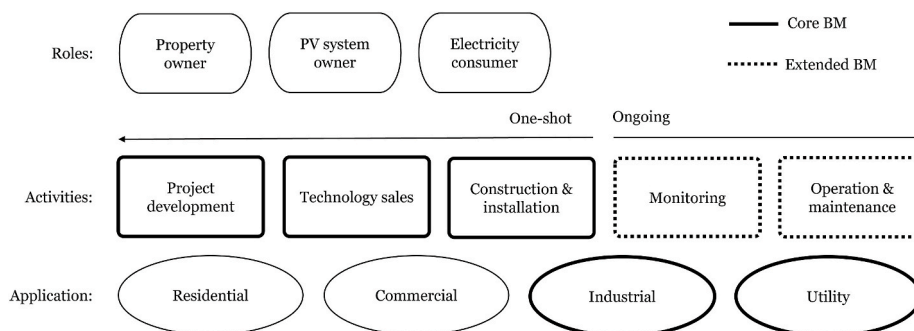 Roles:
Property
owner
PV system
owner
Electricity
consumer
Core BM
Extended BM
One-shot
Ongoing
Activities:
Project
development
Technology sales
Construction &
installation
Monitoring
Operation &
maintenance
Application:
Residential
Commercial
Industrial
Utility